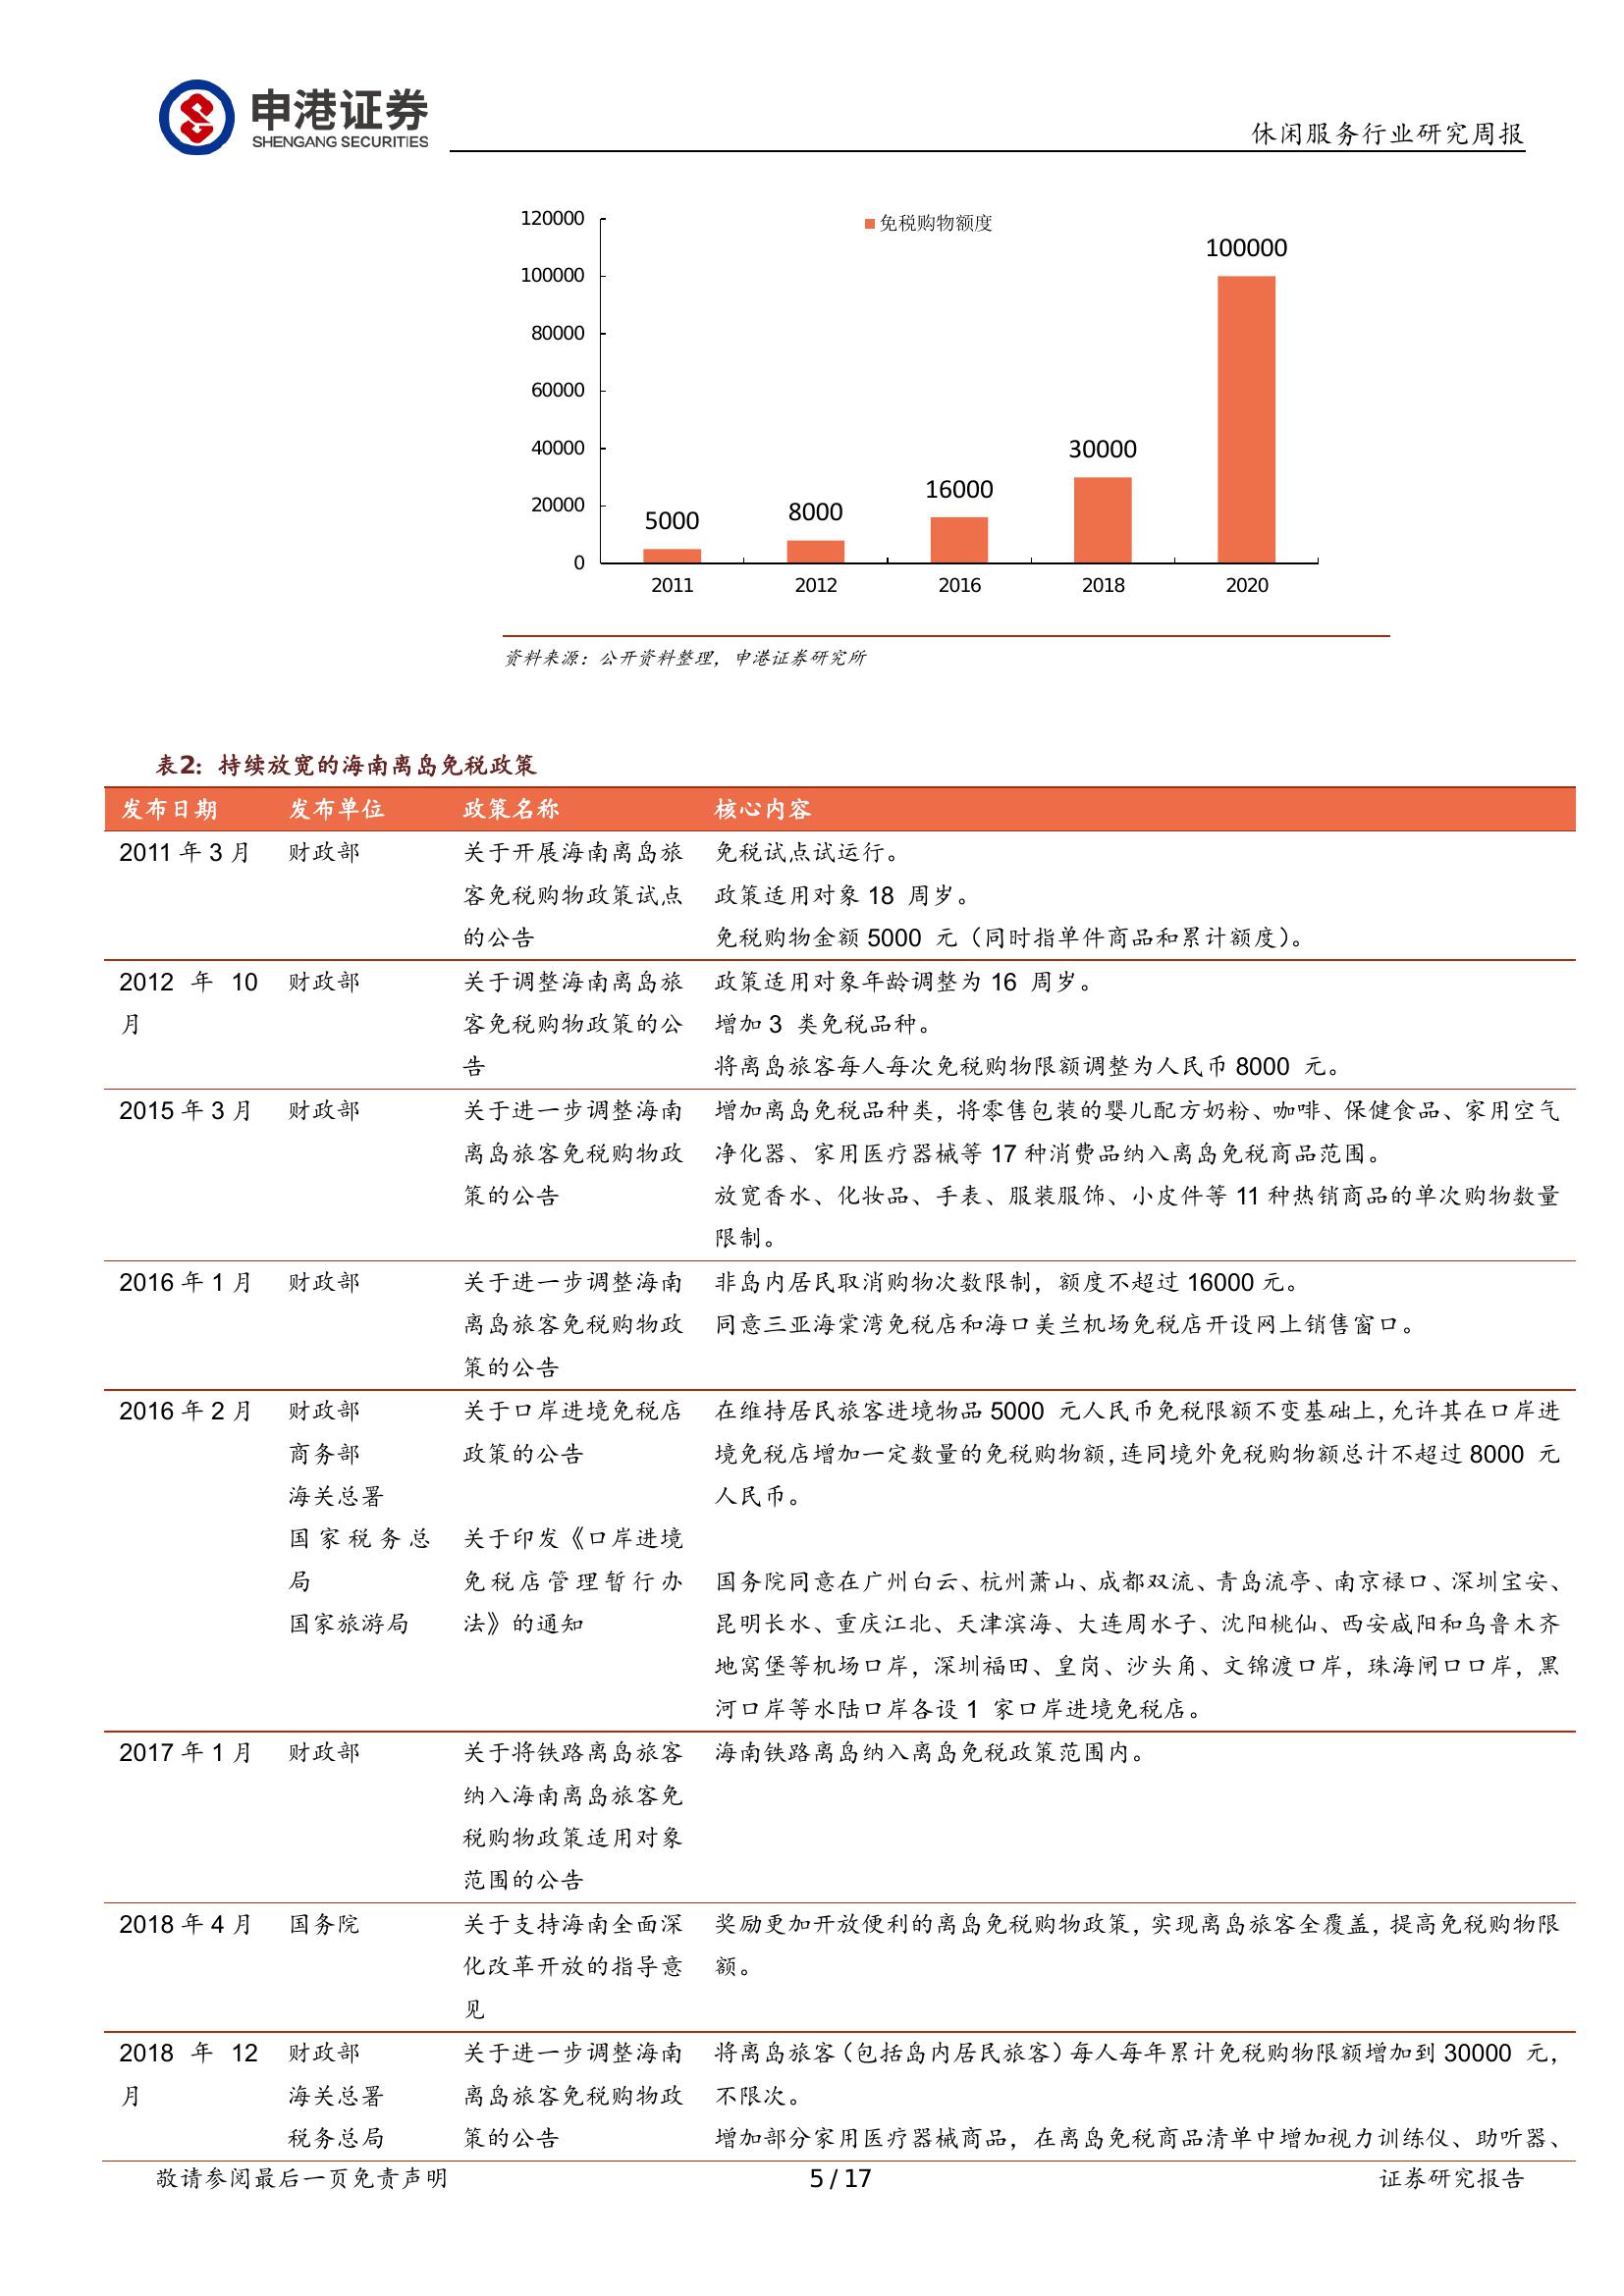 申港证券
SHENGANG SECURITIES
休闲服务行业研究周报
免税购物额度
120000
100000
80000
60000
40000
20000
0
5000
8000
16000
30000
100000
2011
2012
2016
2018
2020
资料来源：公开资料整理，申港证券研究所
表2：持续放宽的海南离岛免税政策
发布日期 发布单位 政策名称 核心内容
2011 年 3 月 财政部 关于开展海南离岛旅 免税试点试运行。
客免税购物政策试点 政策适用对象 18 周岁。
的公告 免税购物金额 5000 元（同时指单件商品和累计额度）。
2012 年 10 财政部 关于调整海南离岛旅 政策适用对象年龄调整为 16 周岁。
月 客免税购物政策的公 增加 3 类免税品种。
告 将离岛旅客每人每次免税购物限额调整为人民币 8000 元。
2015 年 3 月 财政部 关于进一步调整海南 增加离岛免税品种类，将零售包装的婴儿配方奶粉、咖啡、保健食品、家用空气
离岛旅客免税购物政 净化器、家用医疗器械等 17 种消费品纳入离岛免税商品范围。
策的公告 放宽香水、化妆品、手表、服装服饰、小皮件等 11 种热销商品的单次购物数量
限制。
2016 年 1 月 财政部 关于进一步调整海南 非岛内居民取消购物次数限制，额度不超过 16000 元。
离岛旅客免税购物政 同意三亚海棠湾免税店和海口美兰机场免税店开设网上销售窗口。
策的公告
2016 年 2 月 财政部 关于口岸进境免税店 在维持居民旅客进境物品 5000 元人民币免税限额不变基础上，允许其在口岸进
商务部 政策的公告 境免税店增加一定数量的免税购物额，连同境外免税购物额总计不超过 8000 元
海关总署 人民币。
国家税务总 关于印发《口岸进境
局 免税店管理暂行办 国务院同意在广州白云、杭州萧山、成都双流、青岛流亭、南京禄口、深圳宝安、
国家旅游局 法》的通知 昆明长水、重庆江北、天津滨海、大连周水子、沈阳桃仙、西安咸阳和乌鲁木齐
地窝堡等机场口岸，深圳福田、皇岗、沙头角、文锦渡口岸，珠海闸口口岸，黑
河口岸等水陆口岸各设 1 家口岸进境免税店。
2017 年 1 月 财政部 关于将铁路离岛旅客 海南铁路离岛纳入离岛免税政策范围内。
纳入海南离岛旅客免
税购物政策适用对象
范围的公告
2018 年 4 月 国务院 关于支持海南全面深 奖励更加开放便利的离岛免税购物政策，实现离岛旅客全覆盖，提高免税购物限
化改革开放的指导意 额。
见
2018 年 12 财政部 关于进一步调整海南 将离岛旅客（包括岛内居民旅客）每人每年累计免税购物限额增加到 30000 元，
月 海关总署 离岛旅客免税购物政 不限次。
税务总局 策的公告 增加部分家用医疗器械商品，在离岛免税商品清单中增加视力训练仪、助听器、
敬请参阅最后一页免责声明 5 / 17 证券研究报告